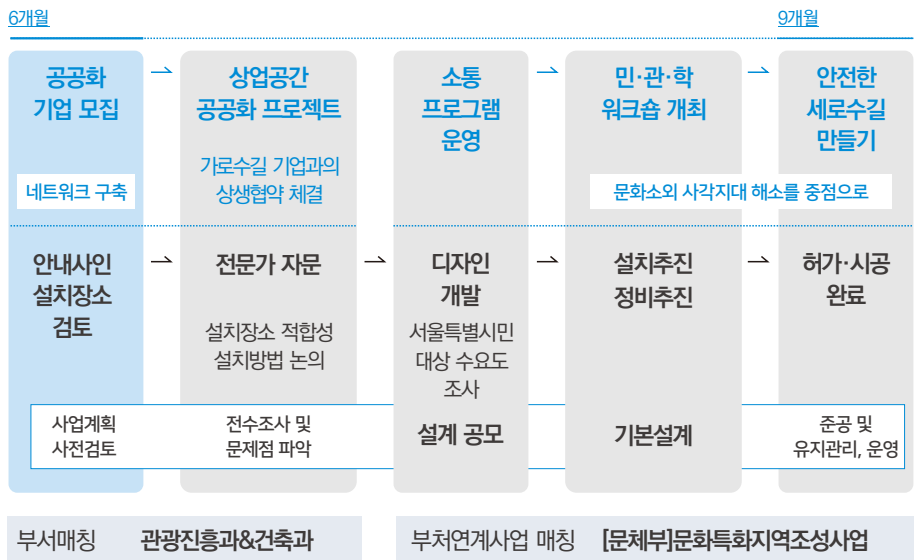 6개월
9개월
공공화
기업 모집
네트워크 구축
→
상업공간
공공화 프로젝트
가로수길 기업과의
상생협약 체결
소통
프로그램
운영
→
민·관·학
워크숍 개최
→
안전한
세로수길
만들기
문화소외 사각지대 해소를 중점으로
안내사인
설치장소
검토
→
전문가 자문
설치장소 적합성
설치방법 논의
→
디자인
개발
서울특별시민
대상 수요도
조사
→
설치추진
정비추진
→
허가·시공
완료
사업계획
사전검토
전수조사 및
문제점 파악
설계 공모
기본설계
준공 및
유지관리, 운영
부서매칭 관광진흥과&건축과
부처연계사업 매칭 [문체부]문화특화지역조성사업